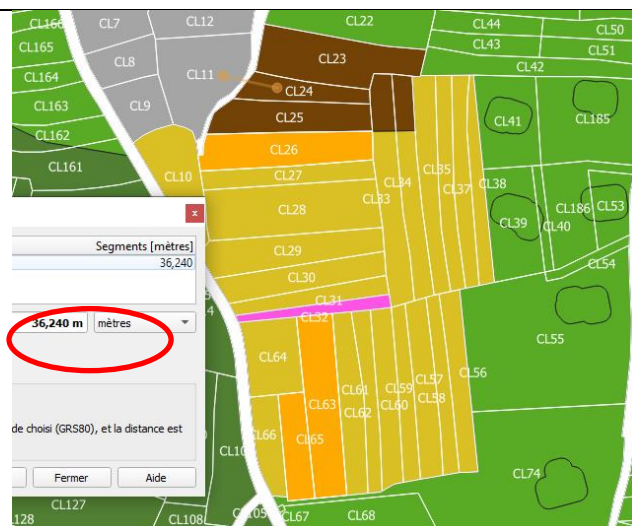 CL166 CL7 CL12 CL22 CL44 CL50
CL165 CL43 CL51
CL8 CL23 CL42
CL164 CL11
CL24
CL163 CL9 CL25 CL41 CL185
CL162
CL161 CL26
CL10 CL27 CL34 CL35 CL37 CL38
CL28 CL33 CL186 CL53
CL39 CL40
CL29
CL30 CL54
CL31
CL32
x
Segments [mètres]
36,240
36,240 m mètres
de choisi (GRS80), et la distance est
Fermer Aide
CL64 CL55
CL61 CL59 CL57 CL56
CL63 CL62 CL60 CL58
CL66 CL65
CL74
CL127
128 CL108 CL67 CL68